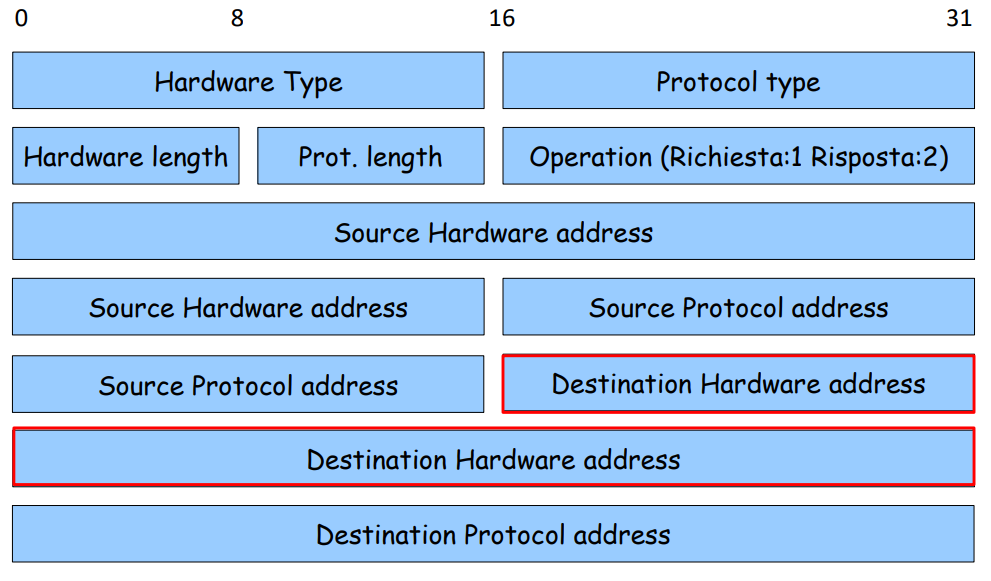 0 8 16 31
Hardware Type Protocol type
Hardware length Prot. length Operation (Richiesta:1 Risposta:2)
Source Hardware address
Source Hardware address Source Protocol address
Source Protocol address Destination Hardware address
Destination Hardware address
Destination Protocol address